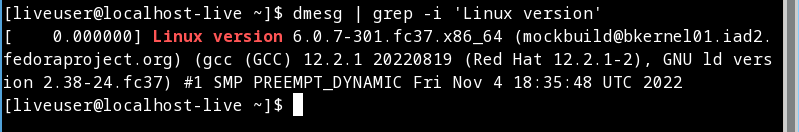 [liveuser@localhost-live ~]$ dmesg | grep -i 'Linux version'
[    0.000000] Linux version 6.0.7-301.fc37.x86_64 (mockbuild@bkernel01.iad2.
fedoraproject.org) (gcc (GCC) 12.2.1 20220819 (Red Hat 12.2.1-2), GNU ld vers
ion 2.38-24.fc37) #1 SMP PREEMPT_DYNAMIC Fri Nov 4 18:35:48 UTC 2022
[liveuser@localhost-live ~]$